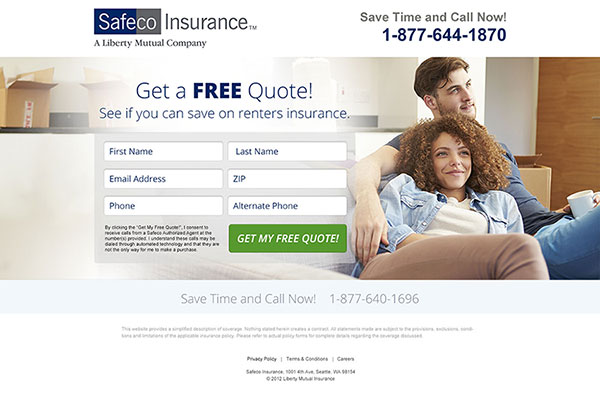 Safeco Insurance™
A Liberty Mutual Company
Save Time and Call Now!
1-877-644-1870
Get a FREE Quote!
See if you can save on renters insurance.
First Name
Last Name
Email Address
ZIP
Phone
Alternate Phone
By clicking the "Get My Free Quote!", I consent to
receive calls from a Safeco Authorized Agent at the
number(s) provided. I understand these calls may be
dialed through automated technology and that they are
not the only way for me to make a purchase.
GET MY FREE QUOTE!
Save Time and Call Now! 1-877-640-1696
This website provides a simplified description of coverage. Nothing stated herein creates a contract. All statements made are subject to the provisions, exclusions, condi-
tions and limitations of the applicable insurance policy. Please refer to actual policy forms for complete details regarding the coverage discussed.
Privacy Policy | Terms & Conditions | Careers
Safeco Insurance, 1001 4th Ave, Seattle, WA 98154
© 2012 Liberty Mutual Insurance